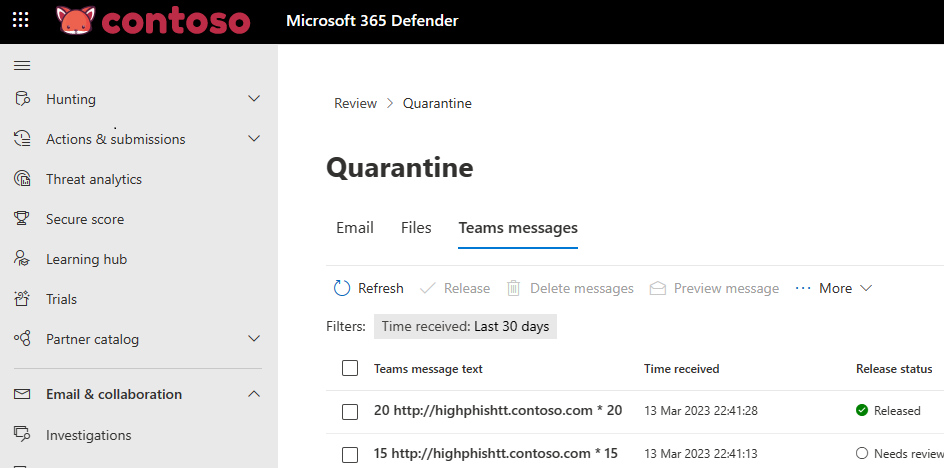 contoso Microsoft 365 Defender
Hunting
Actions & submissions
Threat analytics
Secure score
Learning hub
Trials
Partner catalog
Email & collaboration
Investigations
Review > Quarantine
Quarantine
Email Files Teams messages
Refresh Release Delete messages Preview message ··· More
Filters: Time received: Last 30 days
Teams message text Time received Release status
20 http://highphishtt.contoso.com * 20 13 Mar 2023 22:41:28 Released
15 http://highphishtt.contoso.com * 15 13 Mar 2023 22:41:13 Needs review